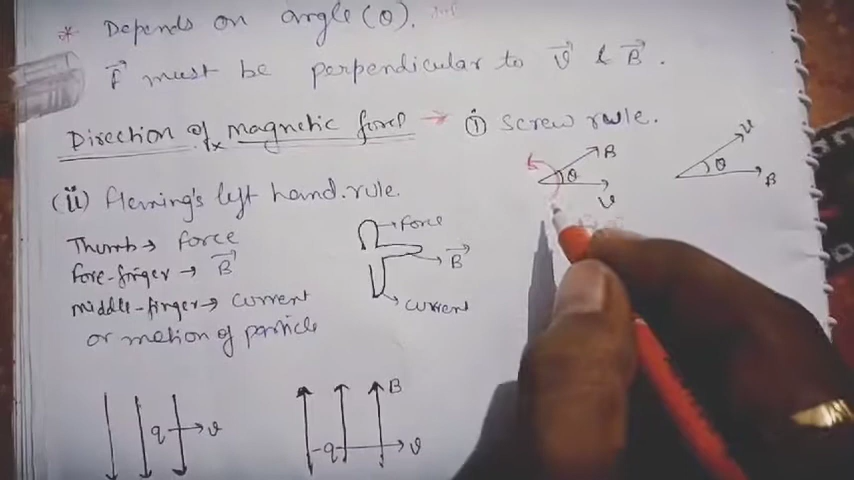 * Depends on angle (θ).
F must be perpendicular to v & B.
Direction of magnetic force → (i) Screw rule.
B
θ
v
v
θ
B
(ii) Fleming's left hand rule.
Thumb → force
fore-finger → B
middle-finger → current
or motion of particle
force
B
current
q v
B
q v